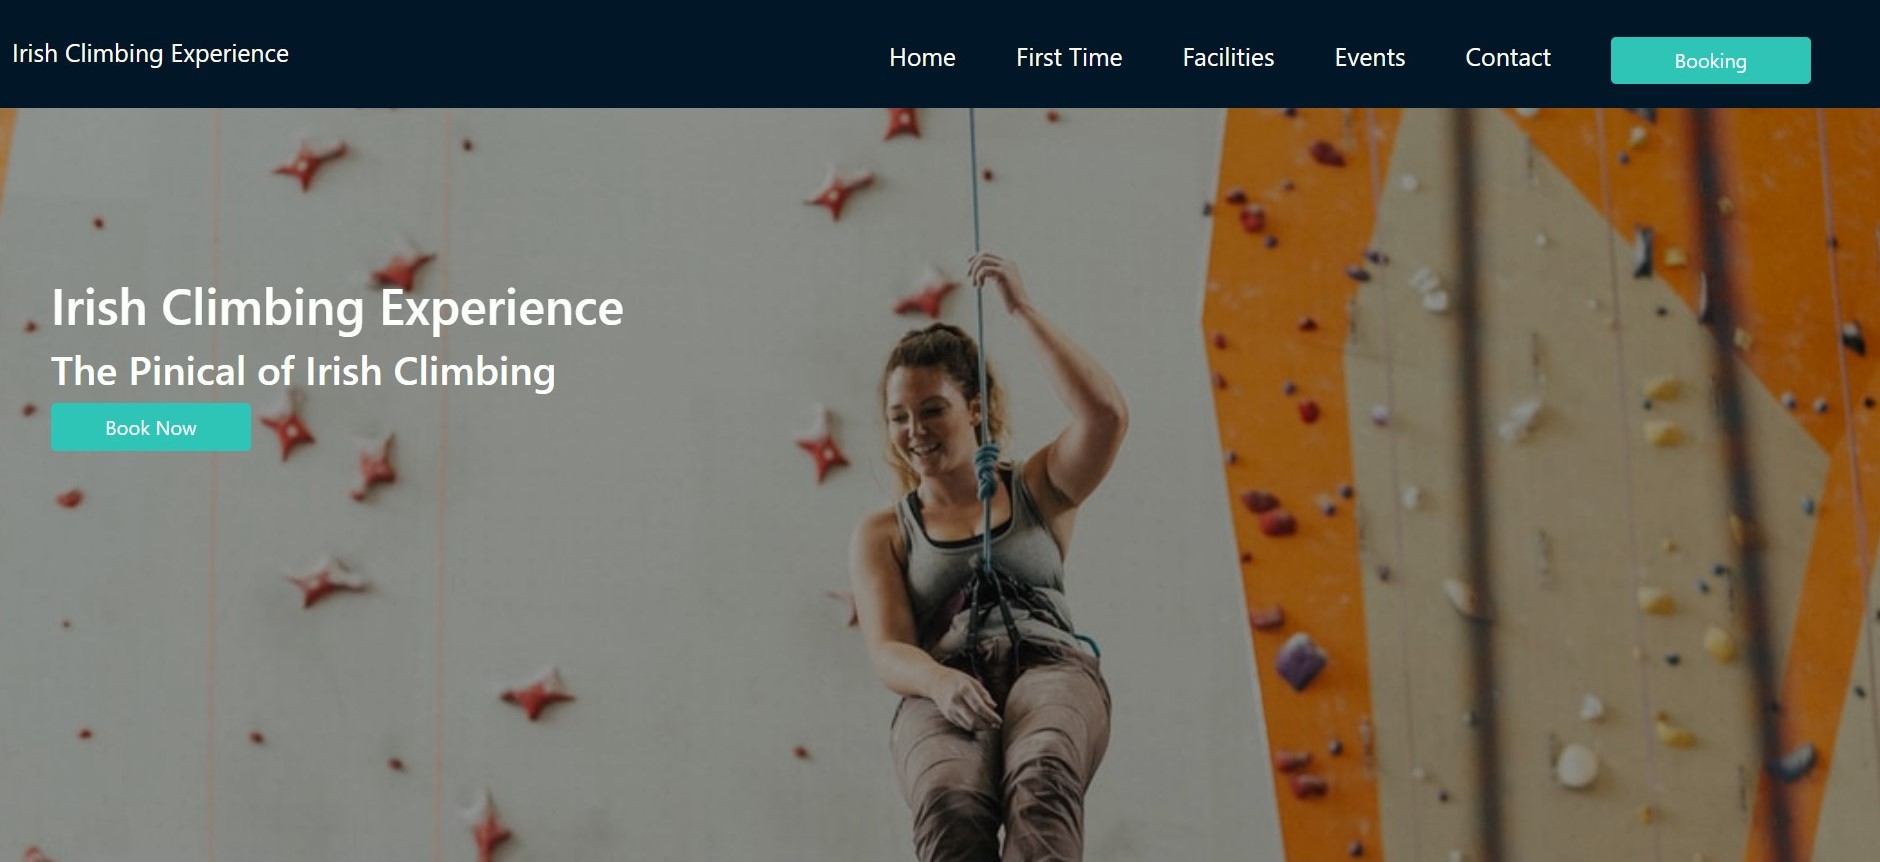 Irish Climbing Experience
Home First Time Facilities Events Contact Booking
Irish Climbing Experience
The Pinical of Irish Climbing
Book Now